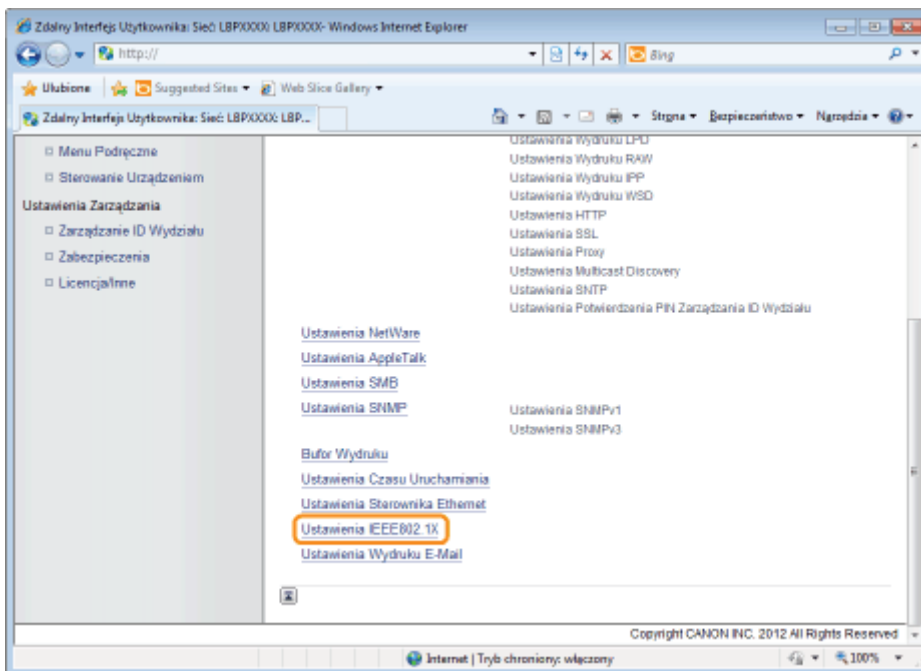 Zdalny Interfejs Użytkownika: Sieć: LBPXXXX: LBPXXXX- Windows Internet Explorer
http://
Bing
Ulubione Suggested Sites Web Slice Gallery
Zdalny Interfejs Użytkownika: Sieć: LBPXXXX: LBP... Strona Bezpieczeństwo Narzędzia
Ustawienia Wydruku LPD
Menu Podręczne
Ustawienia Wydruku RAW
Sterowanie Urządzeniem
Ustawienia Wydruku IPP
Ustawienia Wydruku WSD
Ustawienia Zarządzania
Ustawienia HTTP
Zarządzanie ID Wydziału
Ustawienia SSL
Zabezpieczenia
Ustawienia Proxy
Ustawienia Multicast Discovery
Licencja/Inne
Ustawienia SNTP
Ustawienia Potwierdzania PIN Zarządzania ID Wydziału
Ustawienia NetWare
Ustawienia AppleTalk
Ustawienia SMB
Ustawienia SNMP Ustawienia SNMPv1
Ustawienia SNMPv3
Bufor Wydruku
Ustawienia Czasu Uruchamiania
Ustawienia Sterownika Ethernet
Ustawienia IEEE802.1X
Ustawienia Wydruku E-Mail
Copyright CANON INC. 2012 All Rights Reserved
Internet | Tryb chroniony: włączony 100%